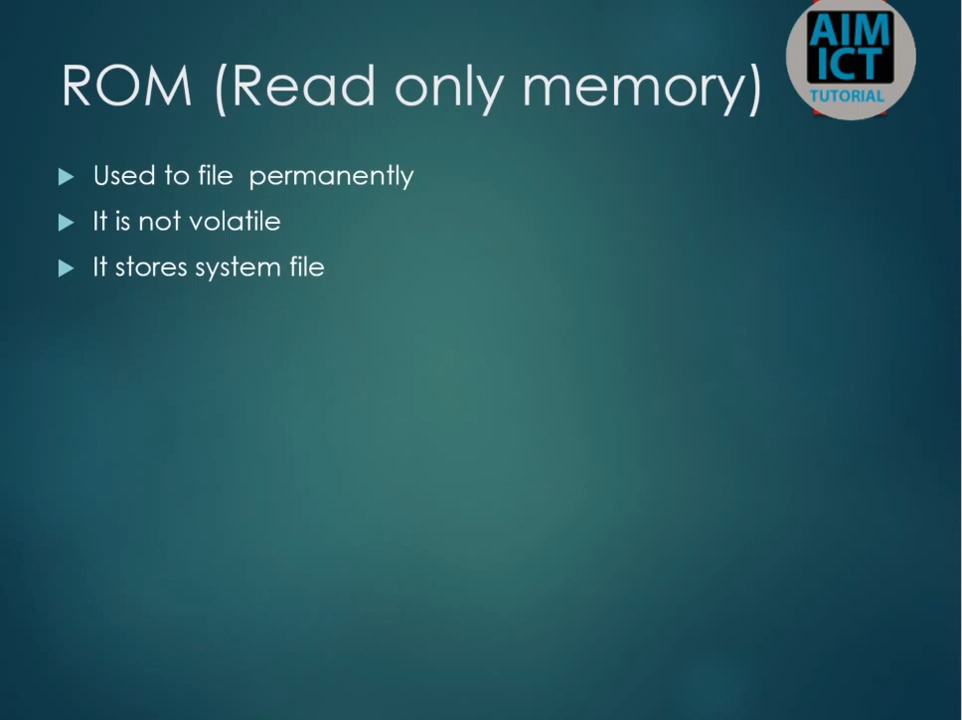 AIM
ICT
TUTORIAL
ROM (Read only memory)
Used to file  permanently
It is not volatile
It stores system file